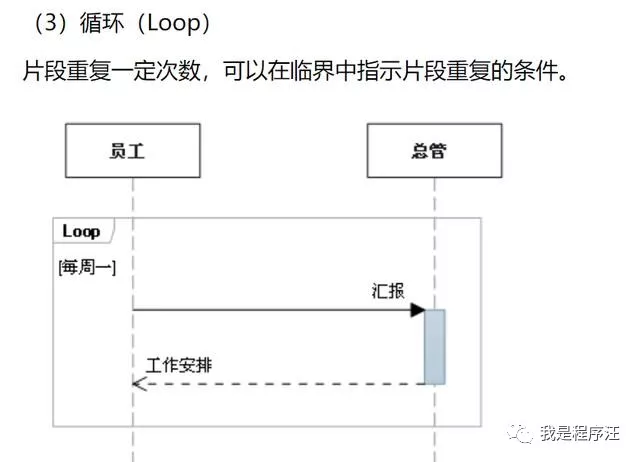 （3）循环（Loop）
片段重复一定次数，可以在临界中指示片段重复的条件。
员工
总管
Loop
[每周一]
汇报
工作安排
我是程序汪